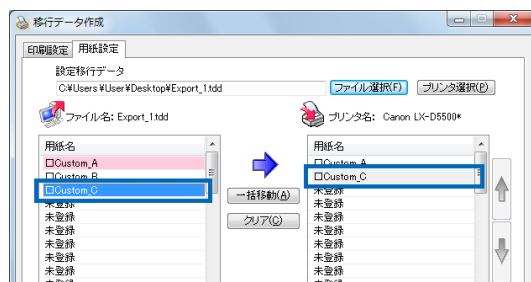 移行データ作成
印刷設定 用紙設定
設定移行データ
C:¥Users¥User¥Desktop¥Export_1.tdd ファイル選択(F) プリンタ選択(P)
ファイル名: Export_1.tdd プリンタ名: Canon LX-D5500*
用紙名 用紙名
□Custom_A □Custom_A
□Custom_B □Custom_C
□Custom_C 未登録
未登録 未登録
一括移動(A)
未登録 未登録
クリア(C)
未登録 未登録
未登録 未登録
未登録 未登録
未登録 未登録